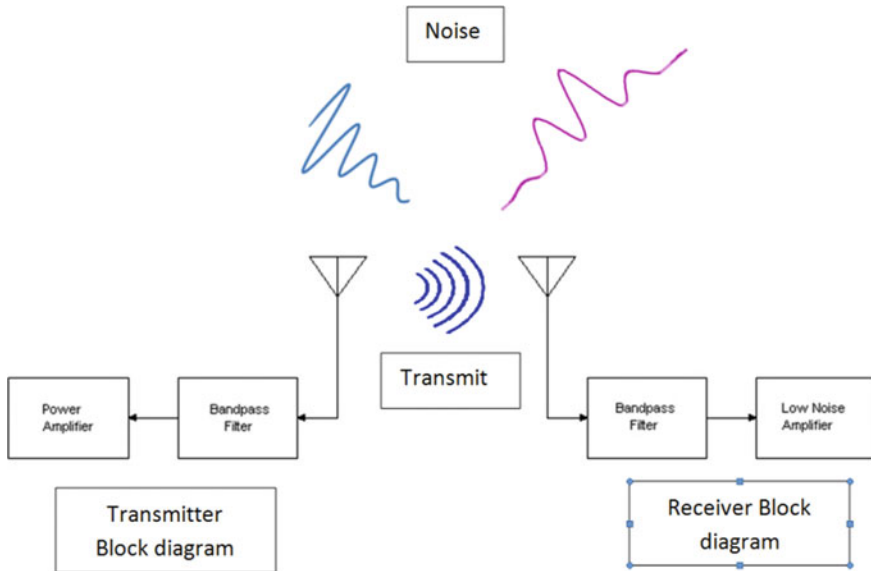 Noise
Transmit
Power
Amplifier
Bandpass
Filter
Bandpass
Filter
Low Noise
Amplifier
Transmitter
Block diagram
Receiver Block
diagram